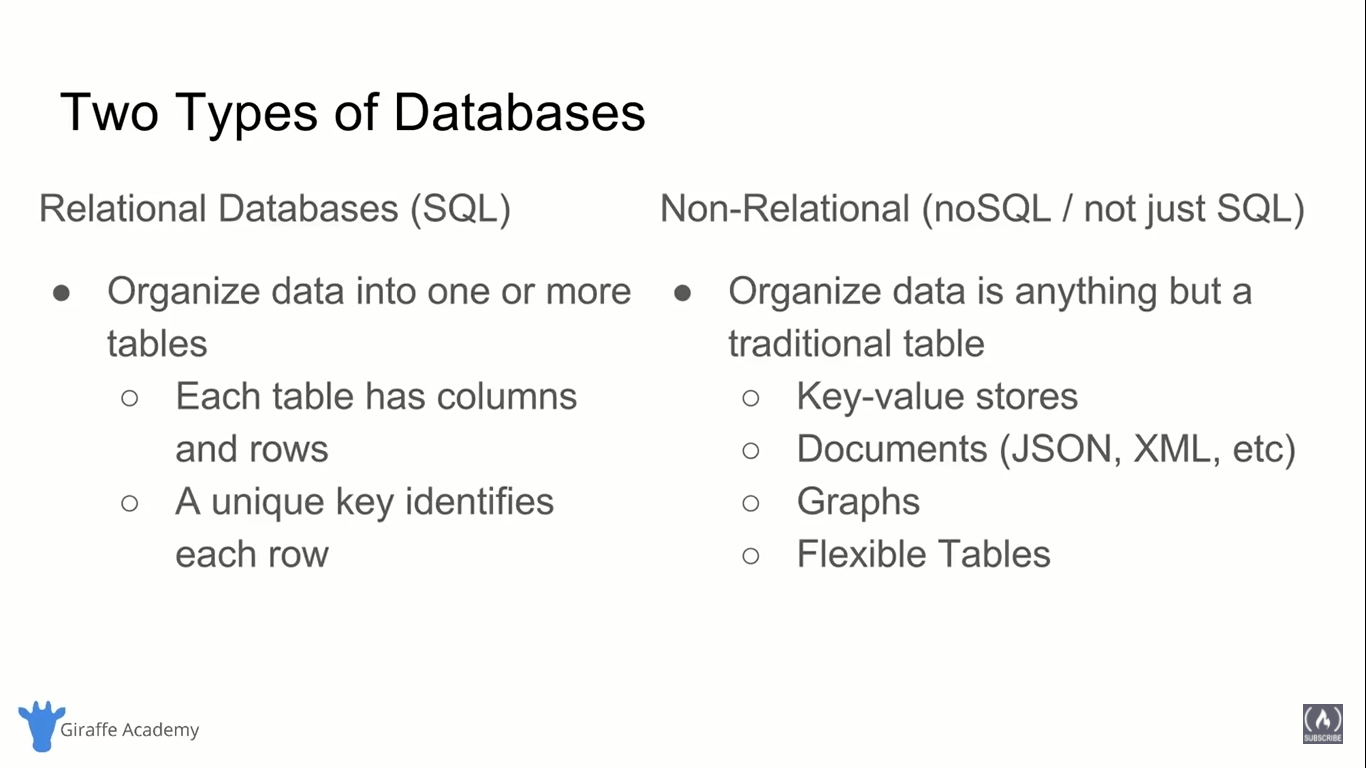 Two Types of Databases
Relational Databases (SQL)
● Organize data into one or more
tables
○ Each table has columns
and rows
○ A unique key identifies
each row
Non-Relational (noSQL / not just SQL)
● Organize data is anything but a
traditional table
○ Key-value stores
○ Documents (JSON, XML, etc)
○ Graphs
○ Flexible Tables
Giraffe Academy
SUBSCRIBE